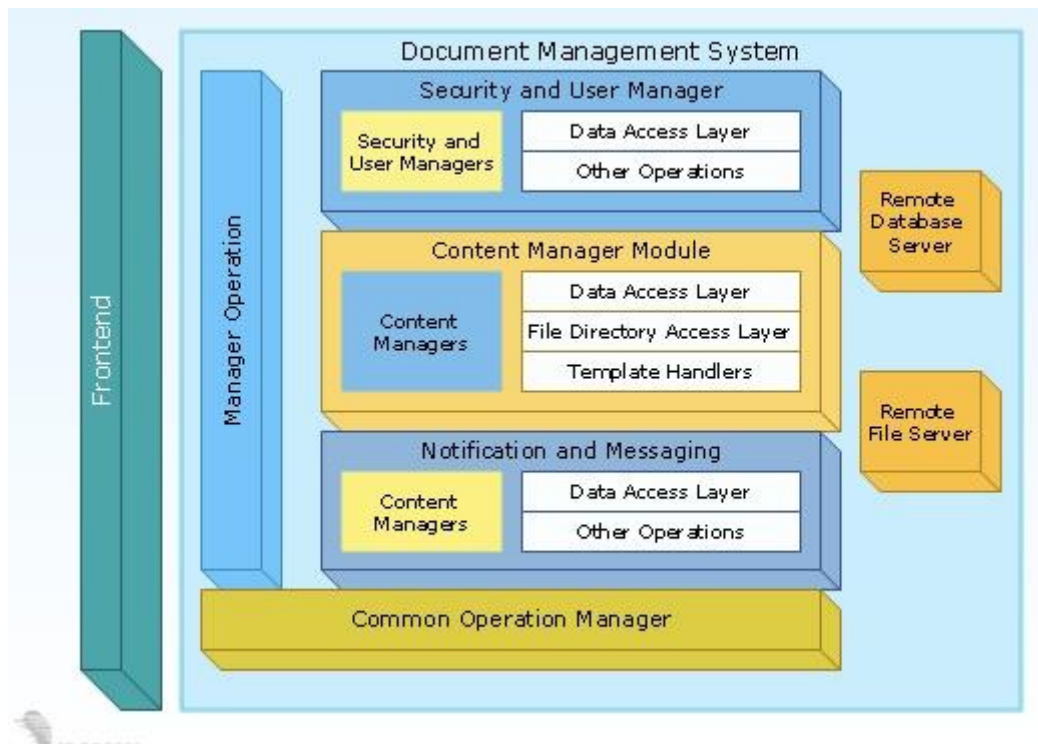 Document Management System
Frontend
Manager Operation
Security and User Manager
Security and
User Managers
Data Access Layer
Other Operations
Content Manager Module
Content
Managers
Data Access Layer
File Directory Access Layer
Template Handlers
Notification and Messaging
Content
Managers
Data Access Layer
Other Operations
Common Operation Manager
Remote
Database
Server
Remote
File Server